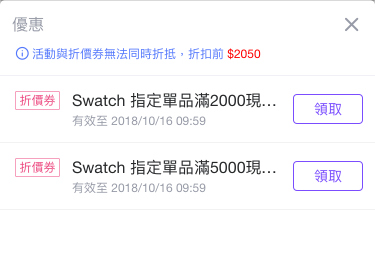 優惠
活動與折價券無法同時折抵，折扣前 $2050
折價券 Swatch 指定單品滿2000現... 領取
有效至 2018/10/16 09:59
折價券 Swatch 指定單品滿5000現... 領取
有效至 2018/10/16 09:59